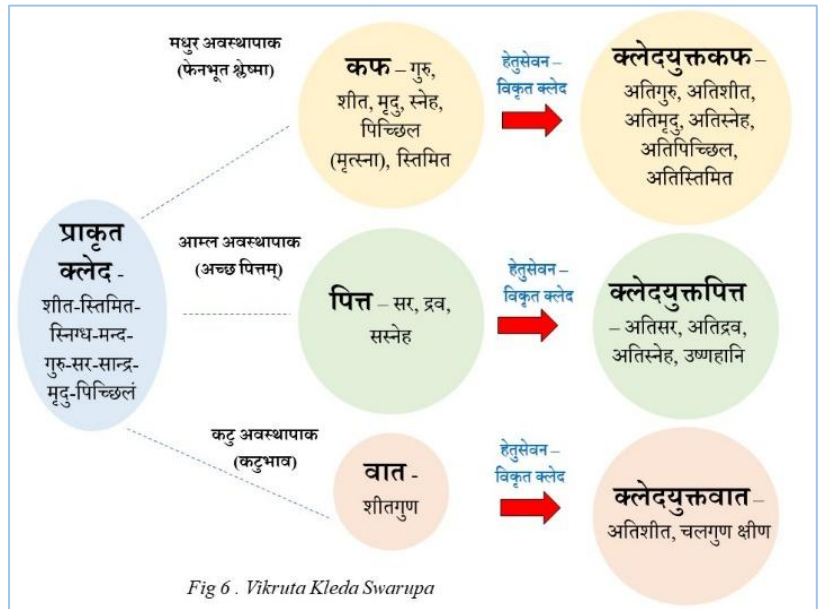 मधुर अवस्थापाक
(फेनभूत श्लेष्मा)
कफ – गुरु,
शीत, मृदु, स्नेह,
पिच्छिल
(मृत्स्ना), स्तिमित
हेतुसेवन –
विकृत क्लेद
क्लेदयुक्तकफ –
अतिगुरु, अतिशीत,
अतिमृदु, अतिस्नेह,
अतिपिच्छिल,
अतिस्तिमित
प्राकृत
क्लेद -
शीत-स्तिमित-
स्निग्ध-मन्द-
गुरु-सर-सान्द्र-
मृदु-पिच्छिलं
आम्ल अवस्थापाक
(अच्छ पित्तम्)
पित्त – सर, द्रव,
सस्नेह
हेतुसेवन –
विकृत क्लेद
क्लेदयुक्तपित्त
– अतिसर, अतिद्रव,
अतिस्नेह, उष्णहानि
कटु अवस्थापाक
(कटुभाव)
वात -
शीतगुण
हेतुसेवन –
विकृत क्लेद
क्लेदयुक्तवात –
अतिशीत, चलगुण क्षीण
Fig 6 . Vikruta Kleda Swarupa